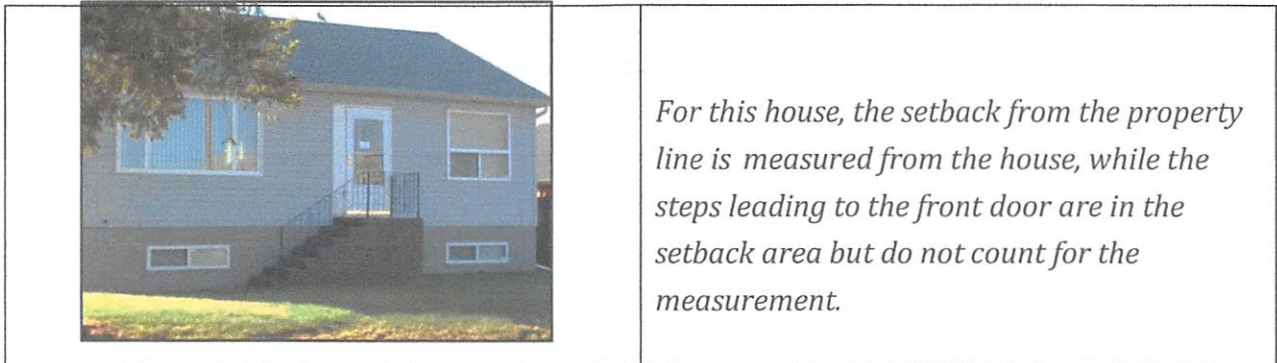 For this house, the setback from the property
line is measured from the house, while the
steps leading to the front door are in the
setback area but do not count for the
measurement.